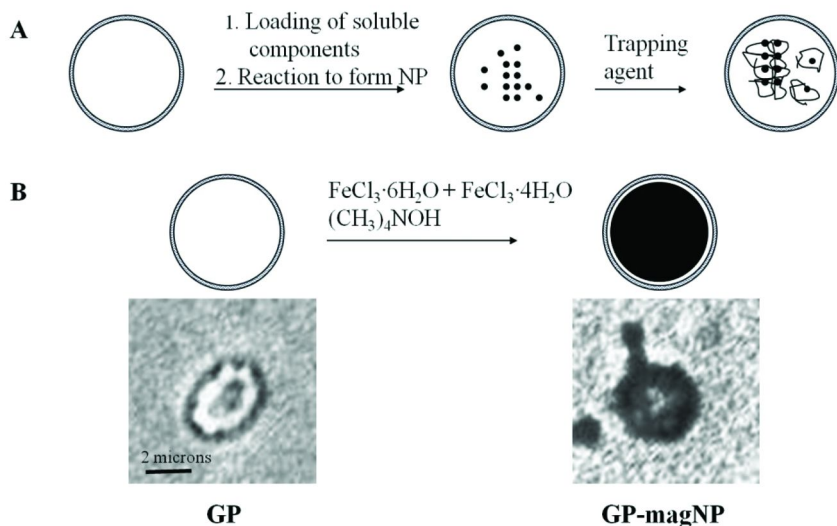 A
1. Loading of soluble
components
2. Reaction to form NP
Trapping
agent
B
FeCl₃·6H₂O + FeCl₃·4H₂O
(CH₃)₄NOH
2 microns
GP
GP-magNP